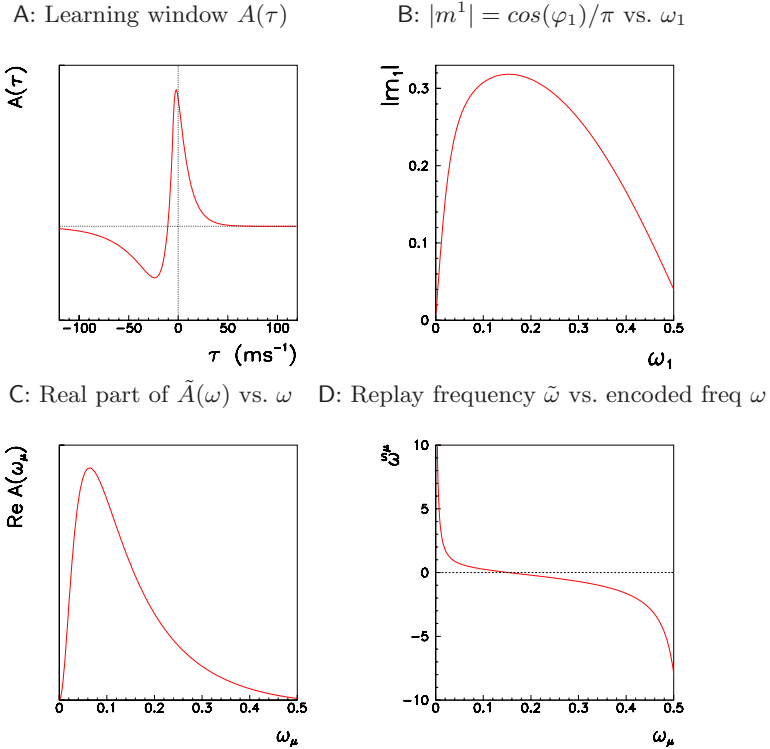 A: Learning window A(τ)
B: |m¹| = cos(φ₁)/π vs. ω₁
A(τ)
−100 −50 0 50 100
τ (ms⁻¹)
|m₁|
0.3
0.2
0.1
0
0 0.1 0.2 0.3 0.4 0.5
ω₁
C: Real part of Ã(ω) vs. ω
D: Replay frequency ω̃ vs. encoded freq ω
Re A(ω_μ)
0 0.1 0.2 0.3 0.4 0.5
ω_μ
ω̃^μ
10
5
0
−5
−10
0 0.1 0.2 0.3 0.4 0.5
ω_μ